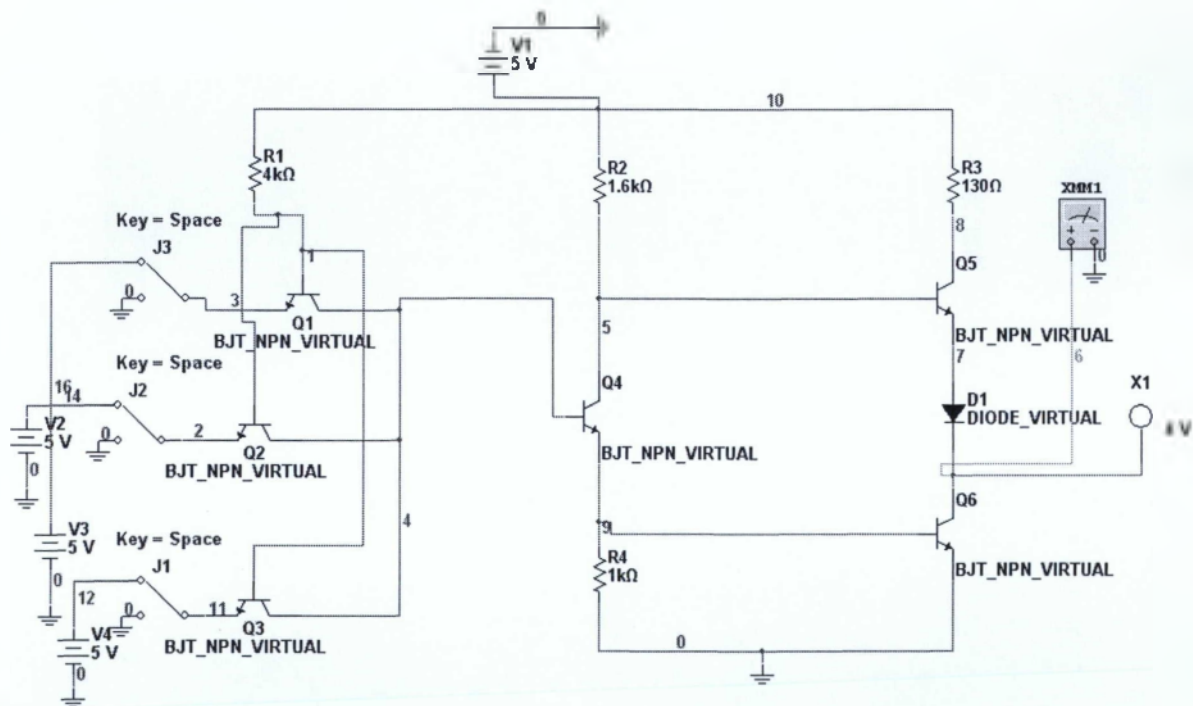 0
V1
5 V
10
R1
4kΩ
R2
1.6kΩ
R3
130Ω
XMM1
8
0
Key = Space
J3
1
Q5
0
3
Q1
BJT_NPN_VIRTUAL
5
BJT_NPN_VIRTUAL
7
6
Key = Space
J2
16
14
V2
5 V
0
2
Q2
BJT_NPN_VIRTUAL
0
Q4
BJT_NPN_VIRTUAL
D1
DIODE_VIRTUAL
X1
4 V
Q6
V3
5 V
0
Key = Space
J1
4
9
R4
1kΩ
BJT_NPN_VIRTUAL
12
0
11
Q3
BJT_NPN_VIRTUAL
V4
5 V
0
0